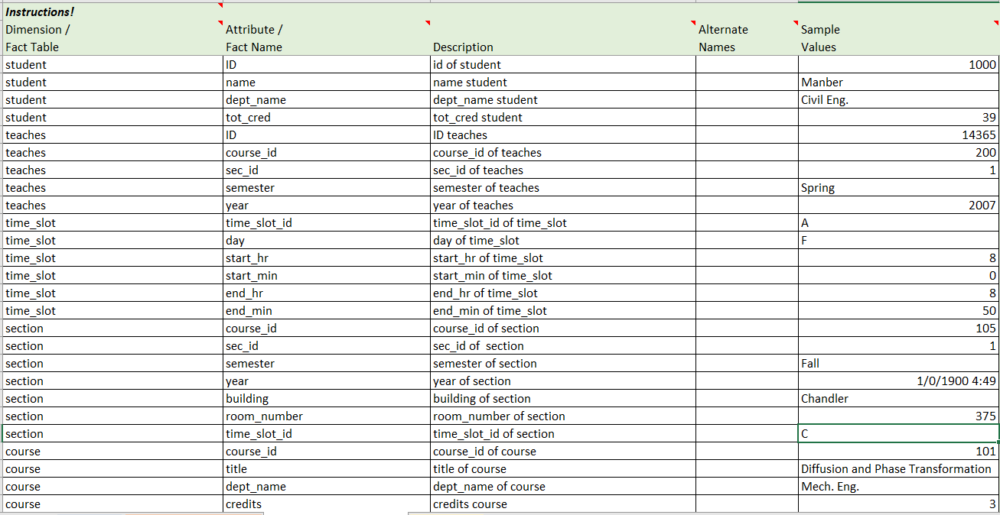 Instructions!
Dimension / Attribute / Alternate Sample
Fact Table Fact Name Description Names Values
student ID id of student 1000
student name name student Manber
student dept_name dept_name student Civil Eng.
student tot_cred tot_cred student 39
teaches ID ID teaches 14365
teaches course_id course_id of teaches 200
teaches sec_id sec_id of teaches 1
teaches semester semester of teaches Spring
teaches year year of teaches 2007
time_slot time_slot_id time_slot_id of time_slot A
time_slot day day of time_slot F
time_slot start_hr start_hr of time_slot 8
time_slot start_min start_min of time_slot 0
time_slot end_hr end_hr of time_slot 8
time_slot end_min end_min of time_slot 50
section course_id course_id of section 105
section sec_id sec_id of  section 1
section semester semester of section Fall
section year year of section 1/0/1900 4:49
section building building of section Chandler
section room_number room_number of section 375
section time_slot_id time_slot_id of section C
course course_id course_id of course 101
course title title of course Diffusion and Phase Transformation
course dept_name dept_name of course Mech. Eng.
course credits credits course 3